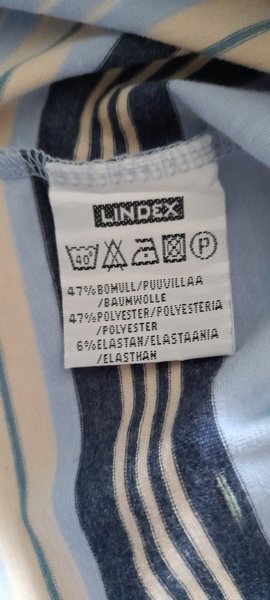 LINDEX
40°
P
47% BOMULL/PUUVILLAA
/BAUMWOLLE
47% POLYESTER/POLYESTERIA
/POLYESTER
6% ELASTAN/ELASTAANIA
/ELASTHAN